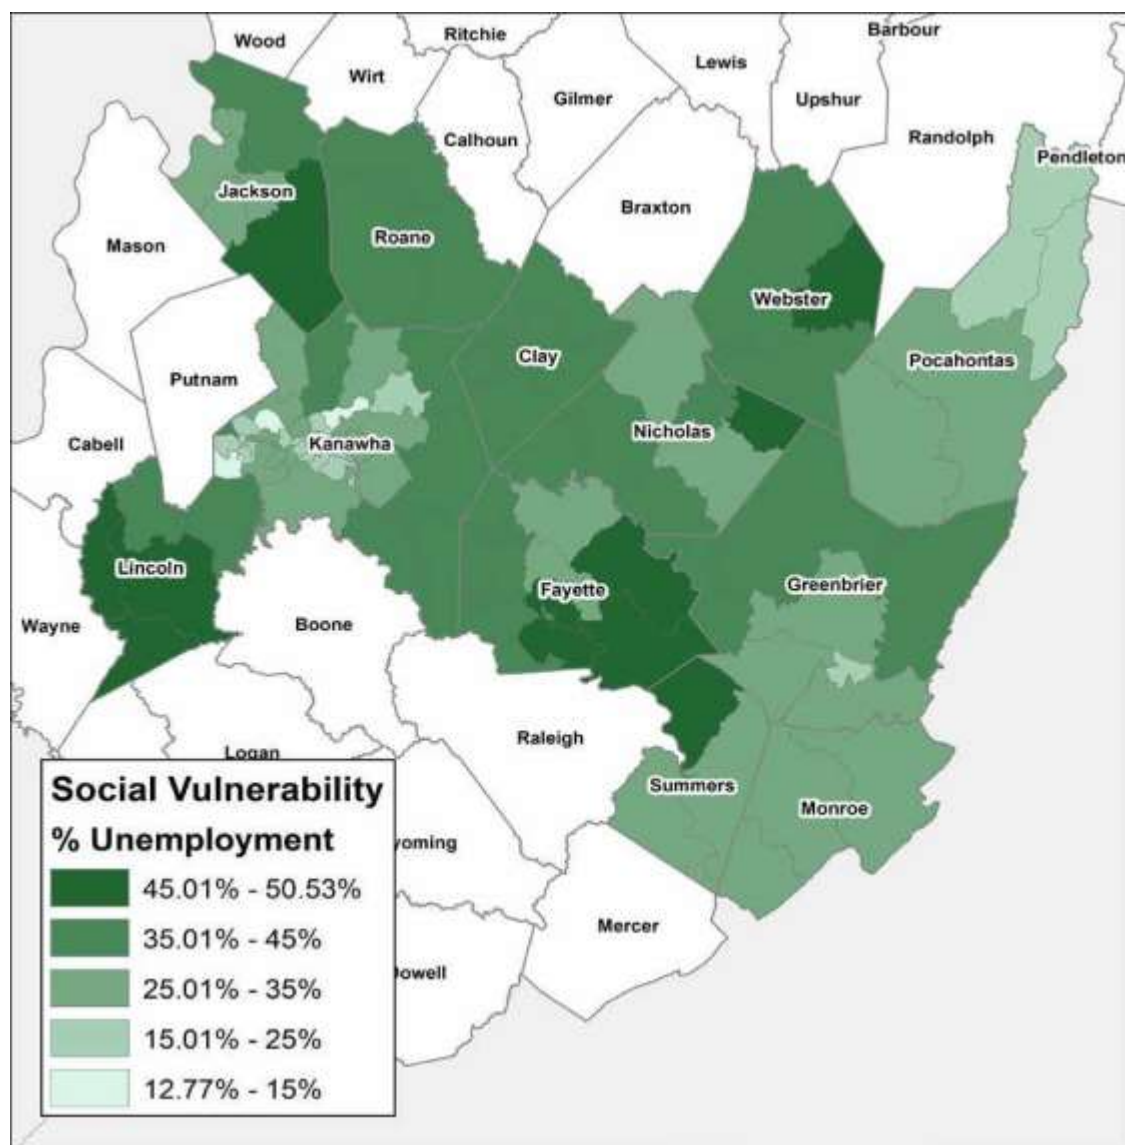 Wood
Ritchie
Barbour
Wirt
Lewis
Gilmer
Upshur
Calhoun
Randolph
Pendleton
Jackson
Braxton
Mason
Roane
Webster
Clay
Pocahontas
Putnam
Nicholas
Cabell
Kanawha
Lincoln
Fayette
Greenbrier
Wayne
Boone
Raleigh
Logan
Summers
Monroe
yoming
Mercer
owell
Social Vulnerability
% Unemployment
45.01% - 50.53%
35.01% - 45%
25.01% - 35%
15.01% - 25%
12.77% - 15%